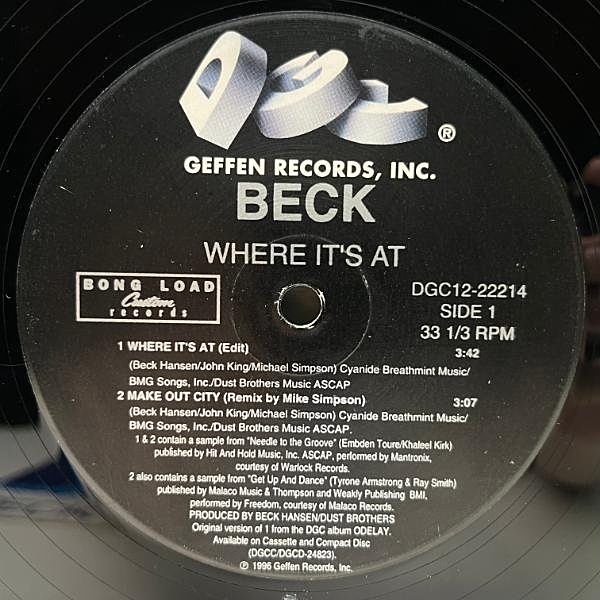 DGC ®
GEFFEN RECORDS, INC.
BECK
WHERE IT'S AT
BONG LOAD
Custom
records
DGC12-22214
SIDE 1
33 1/3 RPM
1 WHERE IT'S AT (Edit) 3:42
(Beck Hansen/John King/Michael Simpson) Cyanide Breathmint Music/
BMG Songs, Inc./Dust Brothers Music ASCAP
2 MAKE OUT CITY (Remix by Mike Simpson) 3:07
(Beck Hansen/John King/Michael Simpson) Cyanide Breathmint Music/
BMG Songs, Inc./Dust Brothers Music ASCAP.
1 & 2 contain a sample from "Needle to the Groove" (Embden Toure/Khaleel Kirk)
published by Hit And Hold Music, Inc. ASCAP, performed by Mantronix,
courtesy of Warlock Records.
2 also contains a sample from "Get Up And Dance" (Tyrone Armstrong & Ray Smith)
published by Malaco Music & Thompson and Weakly Publishing BMI,
performed by Freedom, courtesy of Malaco Records.
PRODUCED BY BECK HANSEN/DUST BROTHERS
Original version of 1 from the DGC album ODELAY.
Available on Cassette and Compact Disc
(DGCC/DGCD-24823).
℗ 1996 Geffen Records, Inc.